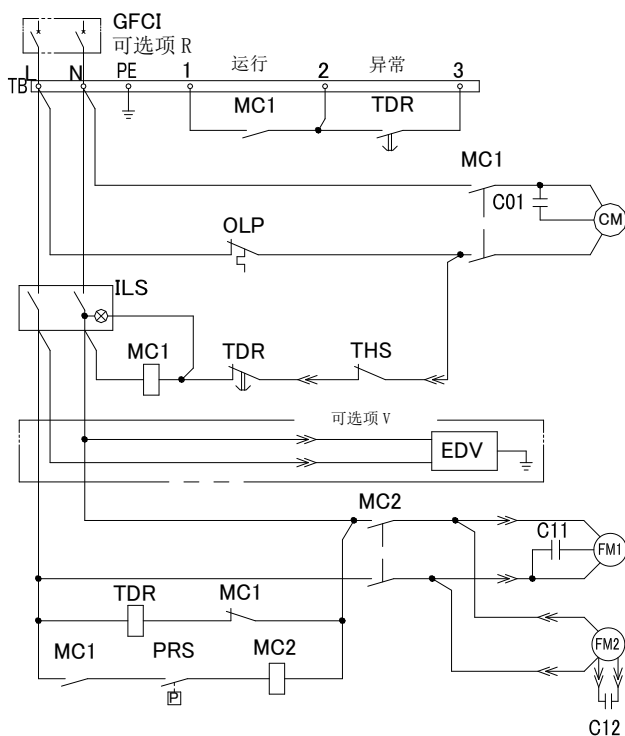 GFCI
可选项 R
L N PE 1 运行 2 异常 3
TB
MC1 TDR
MC1
C01
CM
OLP
ILS
MC1 TDR THS
可选项 V
EDV
MC2
C11
FM1
TDR MC1
MC1 PRS MC2
FM2
P
C12